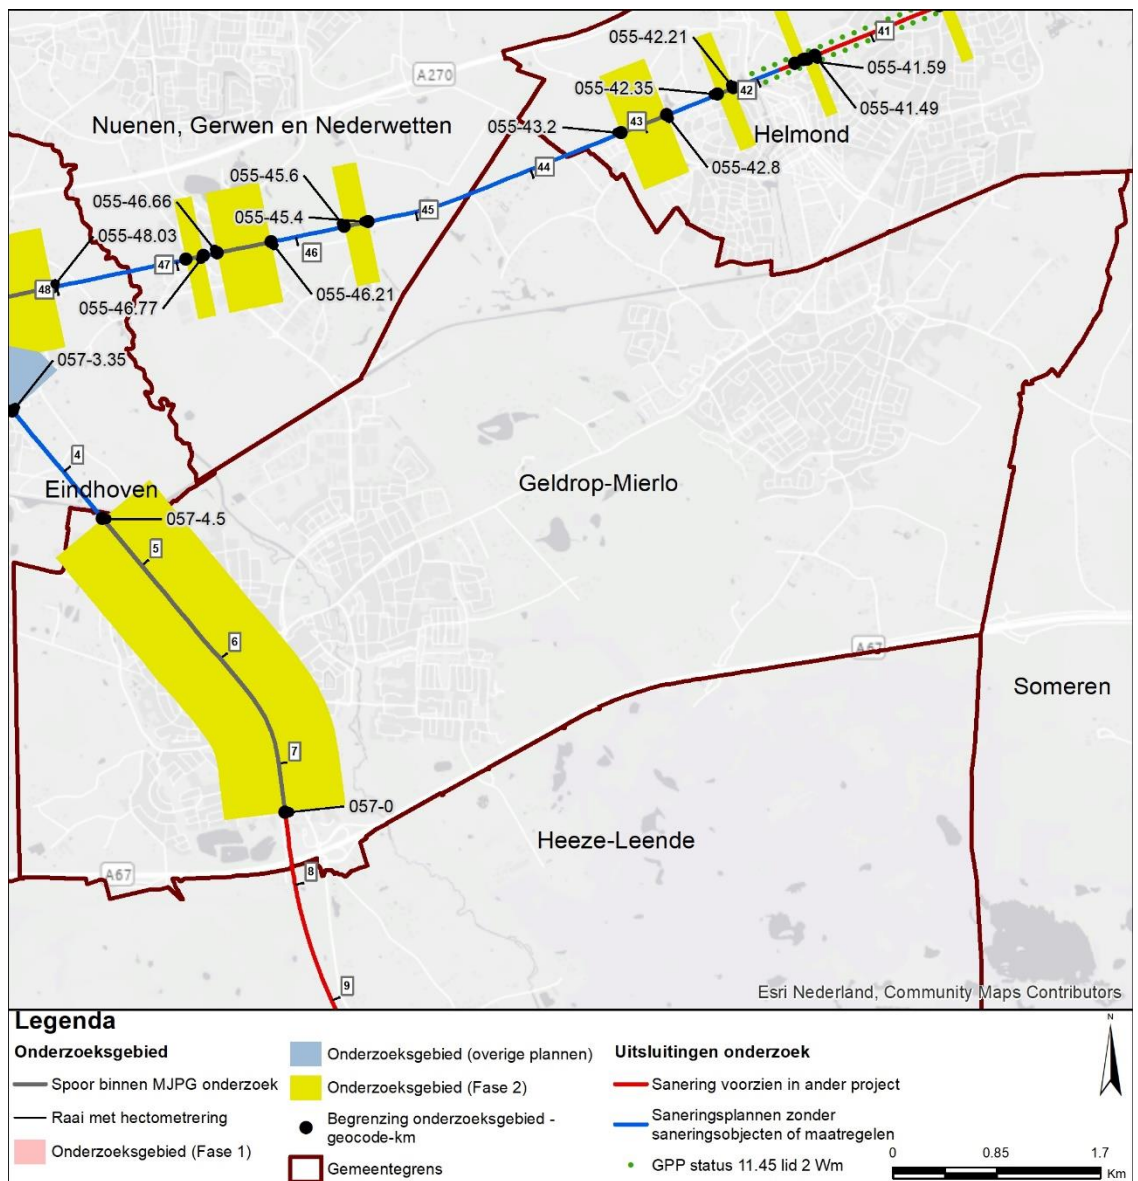 41
055-42.21
055-41.59
A270
055-42.35
42
055-41.49
Nuenen, Gerwen en Nederwetten
055-43.2
43
Helmond
055-42.8
44
055-45.6
055-46.66
055-45.4
45
055-48.03
46
47
48
055-46.77
055-46.21
057-3.35
4
Eindhoven
Geldrop-Mierlo
057-4.5
5
6
A67
Someren
7
057-0
Heeze-Leende
A67
8
9
Esri Nederland, Community Maps Contributors
Legenda
Onderzoeksgebied
Spoor binnen MJPG onderzoek
Raai met hectometrering
Onderzoeksgebied (Fase 1)
Onderzoeksgebied (overige plannen)
Onderzoeksgebied (Fase 2)
Begrenzing onderzoeksgebied -
geocode-km
Gemeentegrens
Uitsluitingen onderzoek
Sanering voorzien in ander project
Saneringsplannen zonder
saneringsobjecten of maatregelen
GPP status 11.45 lid 2 Wm
N
0 0.85 1.7
Km